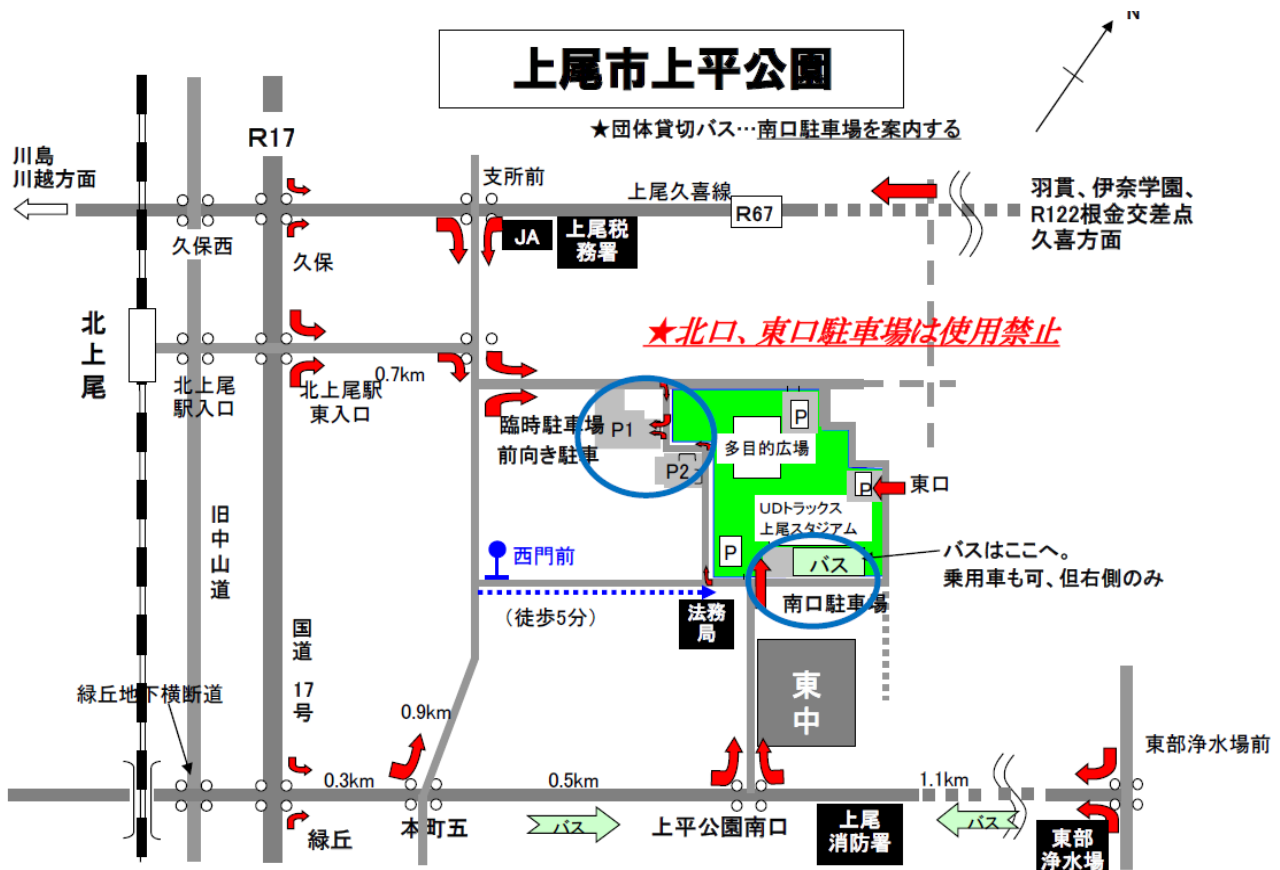 N
上尾市上平公園
★団体貸切バス…南口駐車場を案内する
川島
川越方面
R17
支所前
上尾久喜線
R67
羽貫、伊奈学園、
R122根金交差点
久喜方面
久保西
久保
JA
上尾税
務署
北上尾
★北口、東口駐車場は使用禁止
0.7km
北上尾
駅入口
北上尾駅
東入口
臨時駐車場
前向き駐車
P1
P2
P
多目的広場
P
東口
UDトラックス
上尾スタジアム
P
バス
バスはここへ。
乗用車も可、但右側のみ
西門前
(徒歩5分)
法務
局
南口駐車場
旧中山道
国道17号
東中
緑丘地下横断道
0.9km
東部浄水場前
0.3km
0.5km
1.1km
緑丘
本町五
バス
上平公園南口
上尾
消防署
バス
東部
浄水場